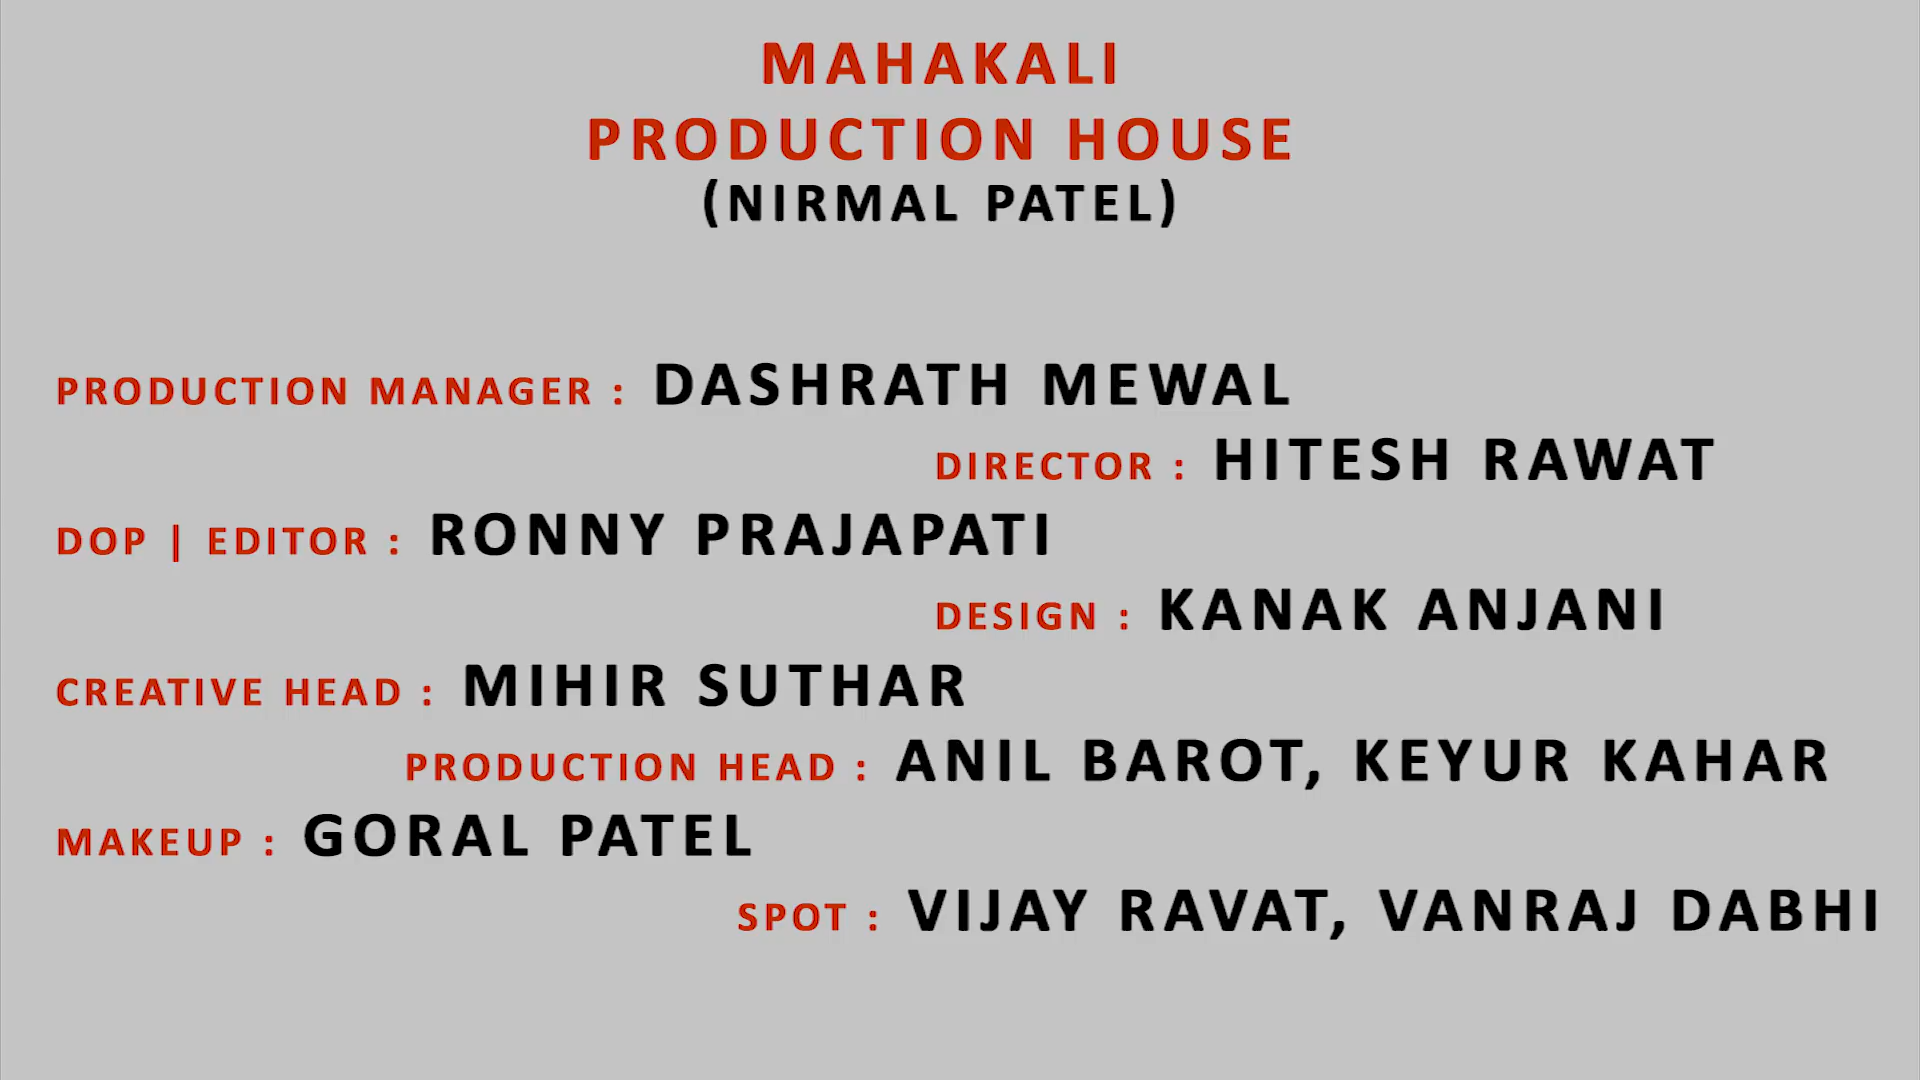 MAHAKALI
PRODUCTION HOUSE
(NIRMAL PATEL)
PRODUCTION MANAGER : DASHRATH MEWAL
DIRECTOR : HITESH RAWAT
DOP | EDITOR : RONNY PRAJAPATI
DESIGN : KANAK ANJANI
CREATIVE HEAD : MIHIR SUTHAR
PRODUCTION HEAD : ANIL BAROT, KEYUR KAHAR
MAKEUP : GORAL PATEL
SPOT : VIJAY RAVAT, VANRAJ DABHI